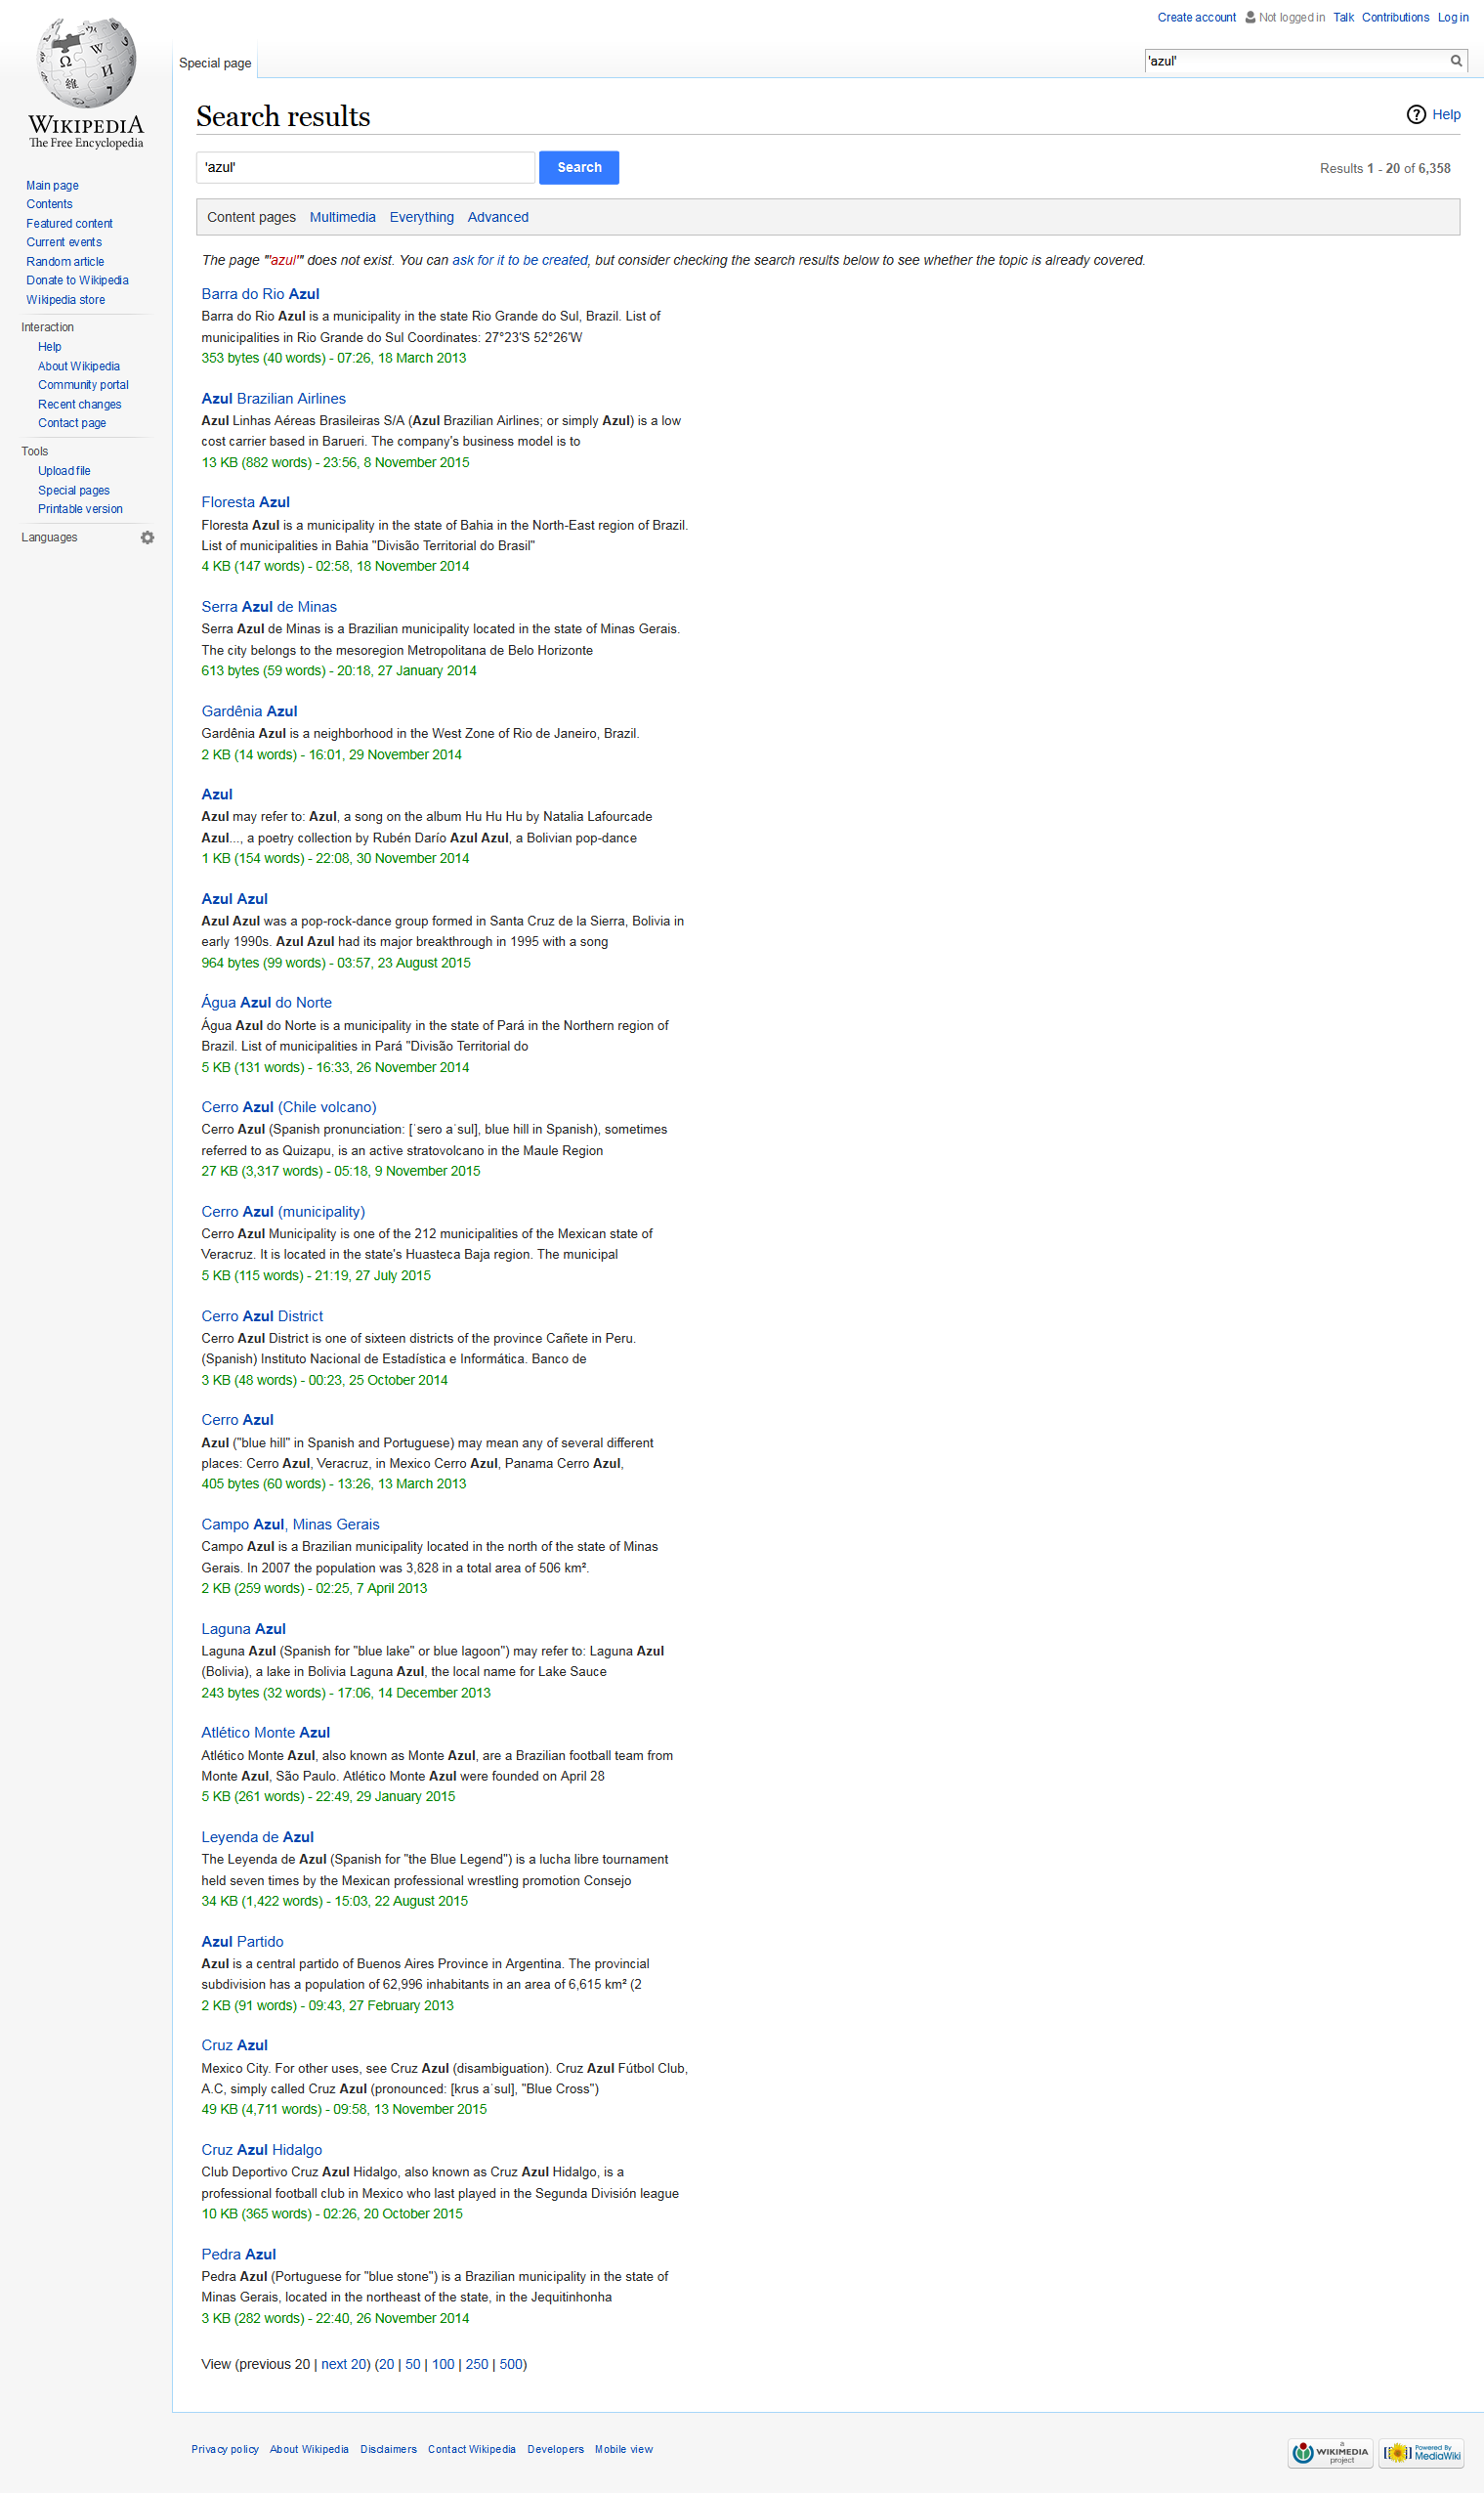 Create account Not logged in Talk Contributions Log in
Special page
'azul'
WIKIPEDIA
The Free Encyclopedia
Main page
Contents
Featured content
Current events
Random article
Donate to Wikipedia
Wikipedia store
Interaction
Help
About Wikipedia
Community portal
Recent changes
Contact page
Tools
Upload file
Special pages
Printable version
Languages
Search results
Help
'azul' Search
Results 1 - 20 of 6,358
Content pages Multimedia Everything Advanced
The page "'azul'" does not exist. You can ask for it to be created, but consider checking the search results below to see whether the topic is already covered.
Barra do Rio Azul
Barra do Rio Azul is a municipality in the state Rio Grande do Sul, Brazil. List of
municipalities in Rio Grande do Sul Coordinates: 27°23′S 52°26′W
353 bytes (40 words) - 07:26, 18 March 2013
Azul Brazilian Airlines
Azul Linhas Aéreas Brasileiras S/A (Azul Brazilian Airlines; or simply Azul) is a low
cost carrier based in Barueri. The company's business model is to
13 KB (882 words) - 23:56, 8 November 2015
Floresta Azul
Floresta Azul is a municipality in the state of Bahia in the North-East region of Brazil.
List of municipalities in Bahia "Divisão Territorial do Brasil"
4 KB (147 words) - 02:58, 18 November 2014
Serra Azul de Minas
Serra Azul de Minas is a Brazilian municipality located in the state of Minas Gerais.
The city belongs to the mesoregion Metropolitana de Belo Horizonte
613 bytes (59 words) - 20:18, 27 January 2014
Gardênia Azul
Gardênia Azul is a neighborhood in the West Zone of Rio de Janeiro, Brazil.
2 KB (14 words) - 16:01, 29 November 2014
Azul
Azul may refer to: Azul, a song on the album Hu Hu Hu by Natalia Lafourcade
Azul..., a poetry collection by Rubén Darío Azul Azul, a Bolivian pop-dance
1 KB (154 words) - 22:08, 30 November 2014
Azul Azul
Azul Azul was a pop-rock-dance group formed in Santa Cruz de la Sierra, Bolivia in
early 1990s. Azul Azul had its major breakthrough in 1995 with a song
964 bytes (99 words) - 03:57, 23 August 2015
Água Azul do Norte
Água Azul do Norte is a municipality in the state of Pará in the Northern region of
Brazil. List of municipalities in Pará "Divisão Territorial do
5 KB (131 words) - 16:33, 26 November 2014
Cerro Azul (Chile volcano)
Cerro Azul (Spanish pronunciation: [ˈsero aˈsul], blue hill in Spanish), sometimes
referred to as Quizapu, is an active stratovolcano in the Maule Region
27 KB (3,317 words) - 05:18, 9 November 2015
Cerro Azul (municipality)
Cerro Azul Municipality is one of the 212 municipalities of the Mexican state of
Veracruz. It is located in the state's Huasteca Baja region. The municipal
5 KB (115 words) - 21:19, 27 July 2015
Cerro Azul District
Cerro Azul District is one of sixteen districts of the province Cañete in Peru.
(Spanish) Instituto Nacional de Estadística e Informática. Banco de
3 KB (48 words) - 00:23, 25 October 2014
Cerro Azul
Azul ("blue hill" in Spanish and Portuguese) may mean any of several different
places: Cerro Azul, Veracruz, in Mexico Cerro Azul, Panama Cerro Azul,
405 bytes (60 words) - 13:26, 13 March 2013
Campo Azul, Minas Gerais
Campo Azul is a Brazilian municipality located in the north of the state of Minas
Gerais. In 2007 the population was 3,828 in a total area of 506 km².
2 KB (259 words) - 02:25, 7 April 2013
Laguna Azul
Laguna Azul (Spanish for "blue lake" or blue lagoon") may refer to: Laguna Azul
(Bolivia), a lake in Bolivia Laguna Azul, the local name for Lake Sauce
243 bytes (32 words) - 17:06, 14 December 2013
Atlético Monte Azul
Atlético Monte Azul, also known as Monte Azul, are a Brazilian football team from
Monte Azul, São Paulo. Atlético Monte Azul were founded on April 28
5 KB (261 words) - 22:49, 29 January 2015
Leyenda de Azul
The Leyenda de Azul (Spanish for "the Blue Legend") is a lucha libre tournament
held seven times by the Mexican professional wrestling promotion Consejo
34 KB (1,422 words) - 15:03, 22 August 2015
Azul Partido
Azul is a central partido of Buenos Aires Province in Argentina. The provincial
subdivision has a population of 62,996 inhabitants in an area of 6,615 km² (2
2 KB (91 words) - 09:43, 27 February 2013
Cruz Azul
Mexico City. For other uses, see Cruz Azul (disambiguation). Cruz Azul Fútbol Club,
A.C, simply called Cruz Azul (pronounced: [krus aˈsul], "Blue Cross")
49 KB (4,711 words) - 09:58, 13 November 2015
Cruz Azul Hidalgo
Club Deportivo Cruz Azul Hidalgo, also known as Cruz Azul Hidalgo, is a
professional football club in Mexico who last played in the Segunda División league
10 KB (365 words) - 02:26, 20 October 2015
Pedra Azul
Pedra Azul (Portuguese for "blue stone") is a Brazilian municipality in the state of
Minas Gerais, located in the northeast of the state, in the Jequitinhonha
3 KB (282 words) - 22:40, 26 November 2014
View (previous 20 | next 20) (20 | 50 | 100 | 250 | 500)
Privacy policy About Wikipedia Disclaimers Contact Wikipedia Developers Mobile view
a WIKIMEDIA project
Powered By MediaWiki